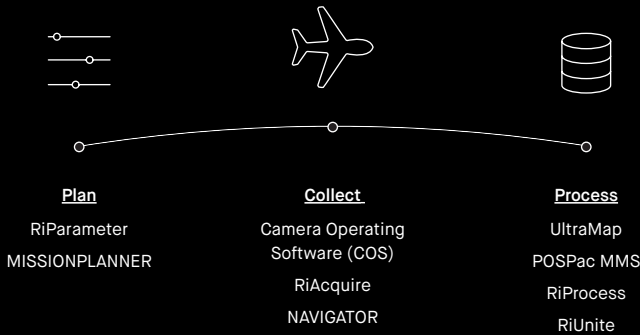 Plan
RiParameter
MISSIONPLANNER
Collect
Camera Operating
Software (COS)
RiAcquire
NAVIGATOR
Process
UltraMap
POSPac MMS
RiProcess
RiUnite